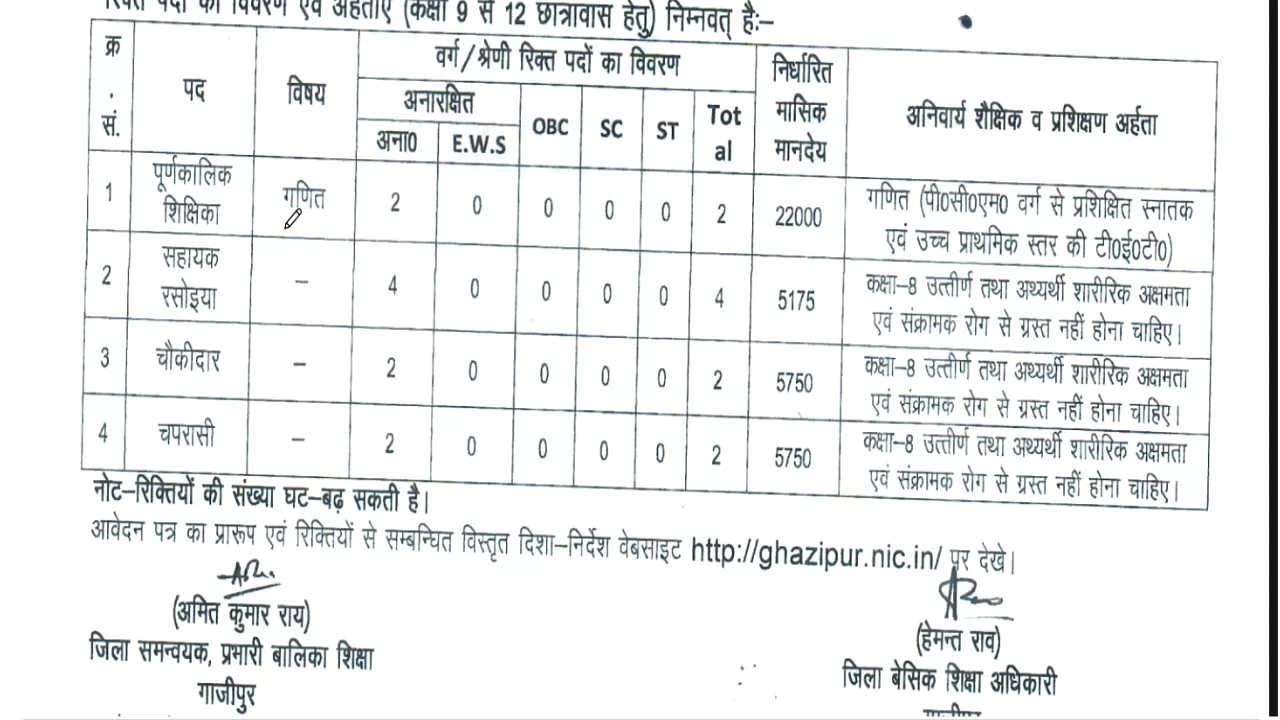 रिक्त पदों का विवरण एवं अर्हताएं (कक्षा 9 से 12 छात्रावास हेतु) निम्नवत् है:–
क्र . सं.
पद
विषय
वर्ग/श्रेणी रिक्त पदों का विवरण
अनारक्षित
अना0
E.W.S
OBC
SC
ST
Tot
al
निर्धारित
मासिक
मानदेय
अनिवार्य शैक्षिक व प्रशिक्षण अर्हता
1
पूर्णकालिक
शिक्षिका
गणित
2 0 0 0 0 2 22000
गणित (पी0सी0एम0 वर्ग से प्रशिक्षित स्नातक
एवं उच्च प्राथमिक स्तर की टी0ई0टी0)
2
सहायक
रसोइया
– 4 0 0 0 0 4 5175
कक्षा–8 उत्तीर्ण तथा अथ्यर्थी शारीरिक अक्षमता
एवं संक्रामक रोग से ग्रस्त नहीं होना चाहिए।
3 चौकीदार – 2 0 0 0 0 2 5750
कक्षा–8 उत्तीर्ण तथा अथ्यर्थी शारीरिक अक्षमता
एवं संक्रामक रोग से ग्रस्त नहीं होना चाहिए।
4 चपरासी – 2 0 0 0 0 2 5750
कक्षा–8 उत्तीर्ण तथा अथ्यर्थी शारीरिक अक्षमता
एवं संक्रामक रोग से ग्रस्त नहीं होना चाहिए।
नोट–रिक्तियों की संख्या घट–बढ़ सकती है।
आवेदन पत्र का प्रारूप एवं रिक्तियों से सम्बन्धित विस्तृत दिशा–निर्देश वेबसाइट http://ghazipur.nic.in/ पर देखे।
(अमित कुमार राय)
जिला समन्वयक, प्रभारी बालिका शिक्षा
गाजीपुर
(हेमन्त राव)
जिला बेसिक शिक्षा अधिकारी